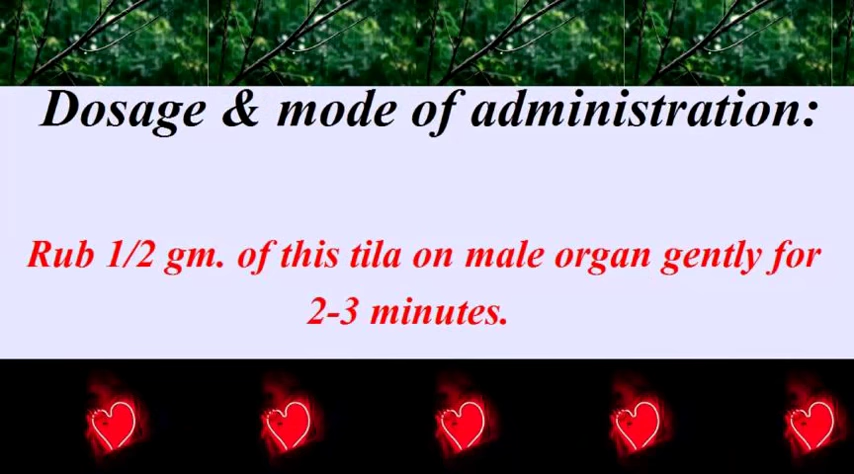 Dosage & mode of administration:
Rub 1/2 gm. of this tila on male organ gently for
2-3 minutes.